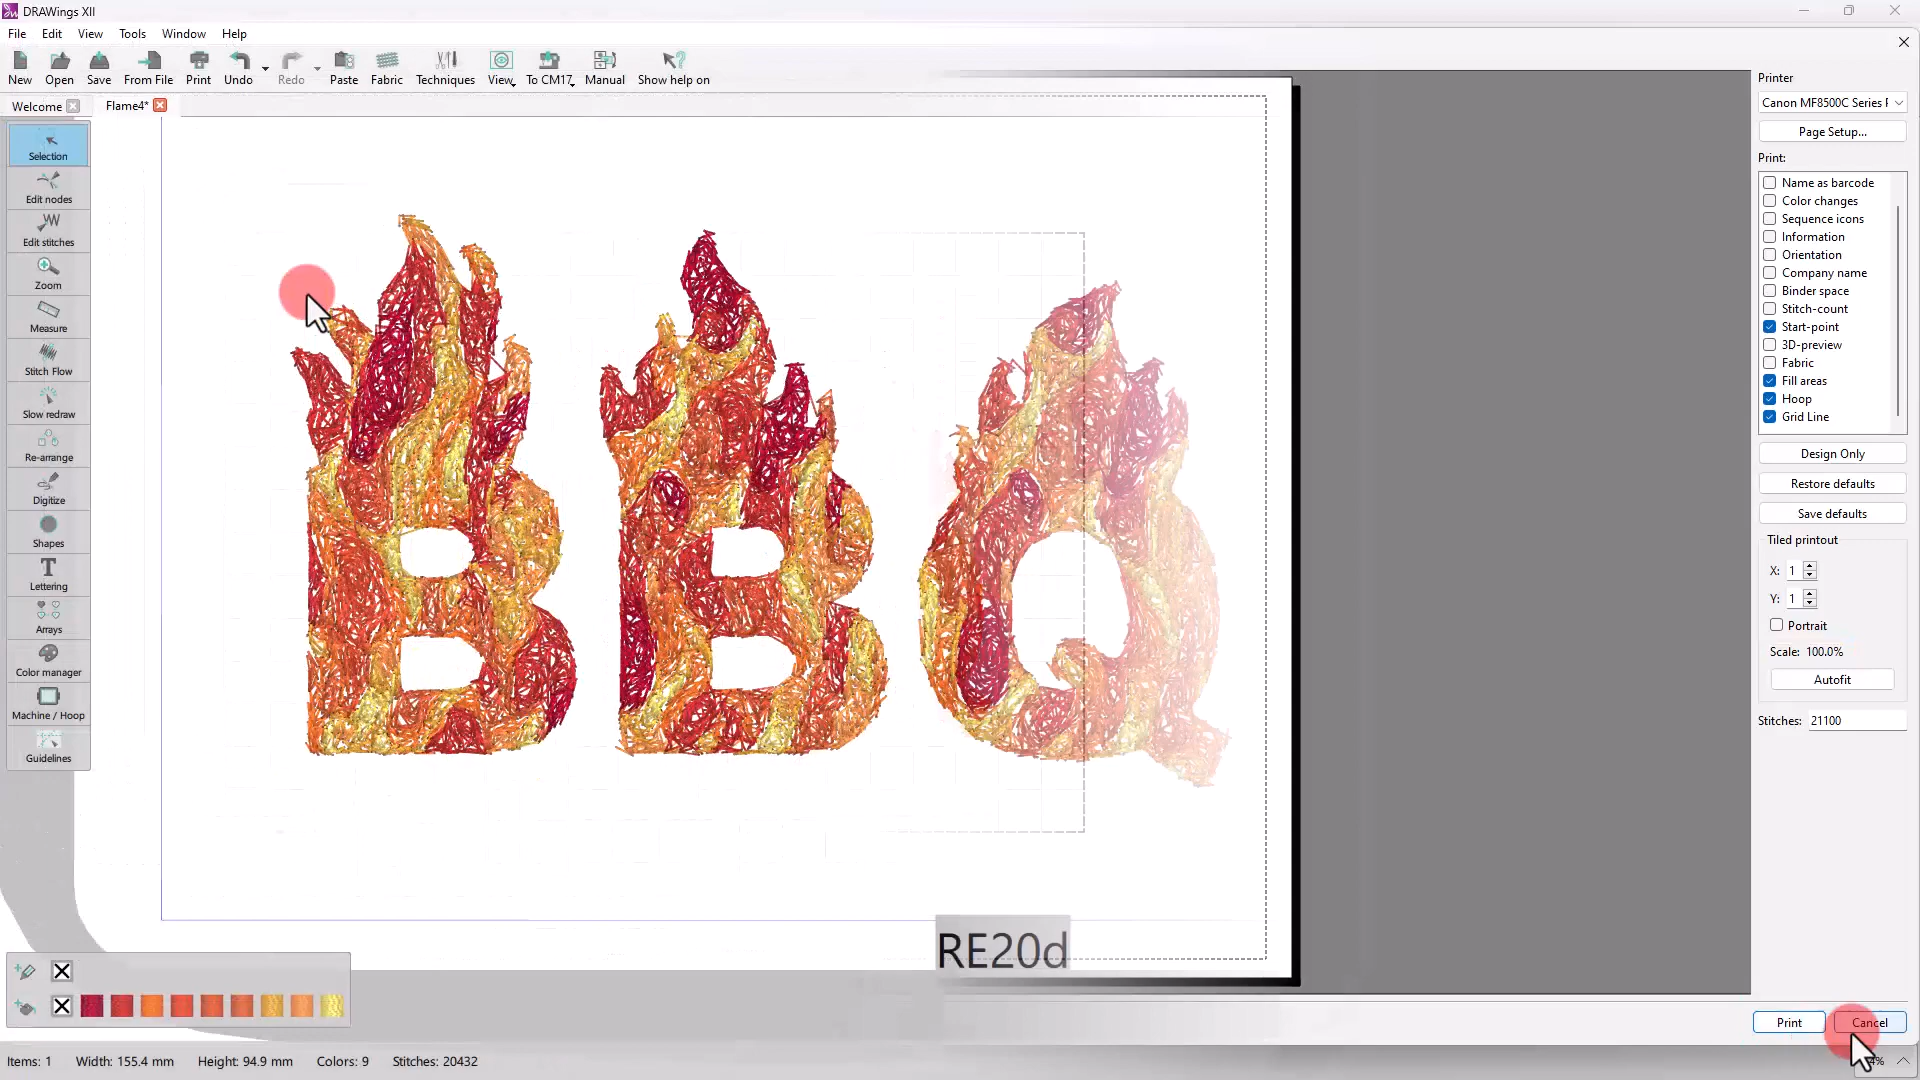 DRAWings XII
File Edit View Tools Window Help
New Open Save From File Print Undo Redo Paste Fabric Techniques View To CM17 Manual Show help on
Welcome Flame4*
Selection
Edit nodes
Edit stitches
Zoom
Measure
Stitch Flow
Slow redraw
Re-arrange
Digitize
Shapes
T
Lettering
Arrays
Color manager
Machine / Hoop
Guidelines
BBQ
RE20d
Printer
Canon MF8500C Series
Page Setup...
Print:
Name as barcode
Color changes
Sequence icons
Information
Orientation
Company name
Binder space
Stitch-count
Start-point
3D-preview
Fabric
Fill areas
Hoop
Grid Line
Design Only
Restore defaults
Save defaults
Tiled printout
X: 1
Y: 1
Portrait
Scale: 100.0%
Autofit
Stitches: 21100
Print Cancel
Items: 1 Width: 155.4 mm Height: 94.9 mm Colors: 9 Stitches: 20432